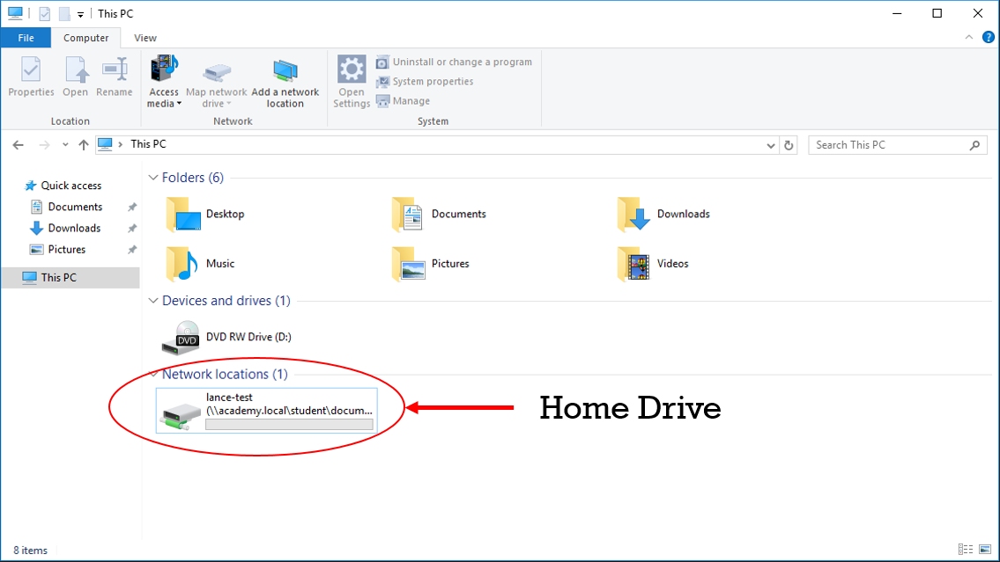 This PC
File Computer View
Properties Open Rename
Access media Map network drive Add a network location
Open Settings
Uninstall or change a program
System properties
Manage
Location Network System
This PC
Search This PC
Quick access
Documents
Downloads
Pictures
This PC
Folders (6)
Desktop Documents Downloads
Music Pictures Videos
Devices and drives (1)
DVD
DVD RW Drive (D:)
Network locations (1)
lance-test
(\\academy.local\student\docum...
Home Drive
8 items